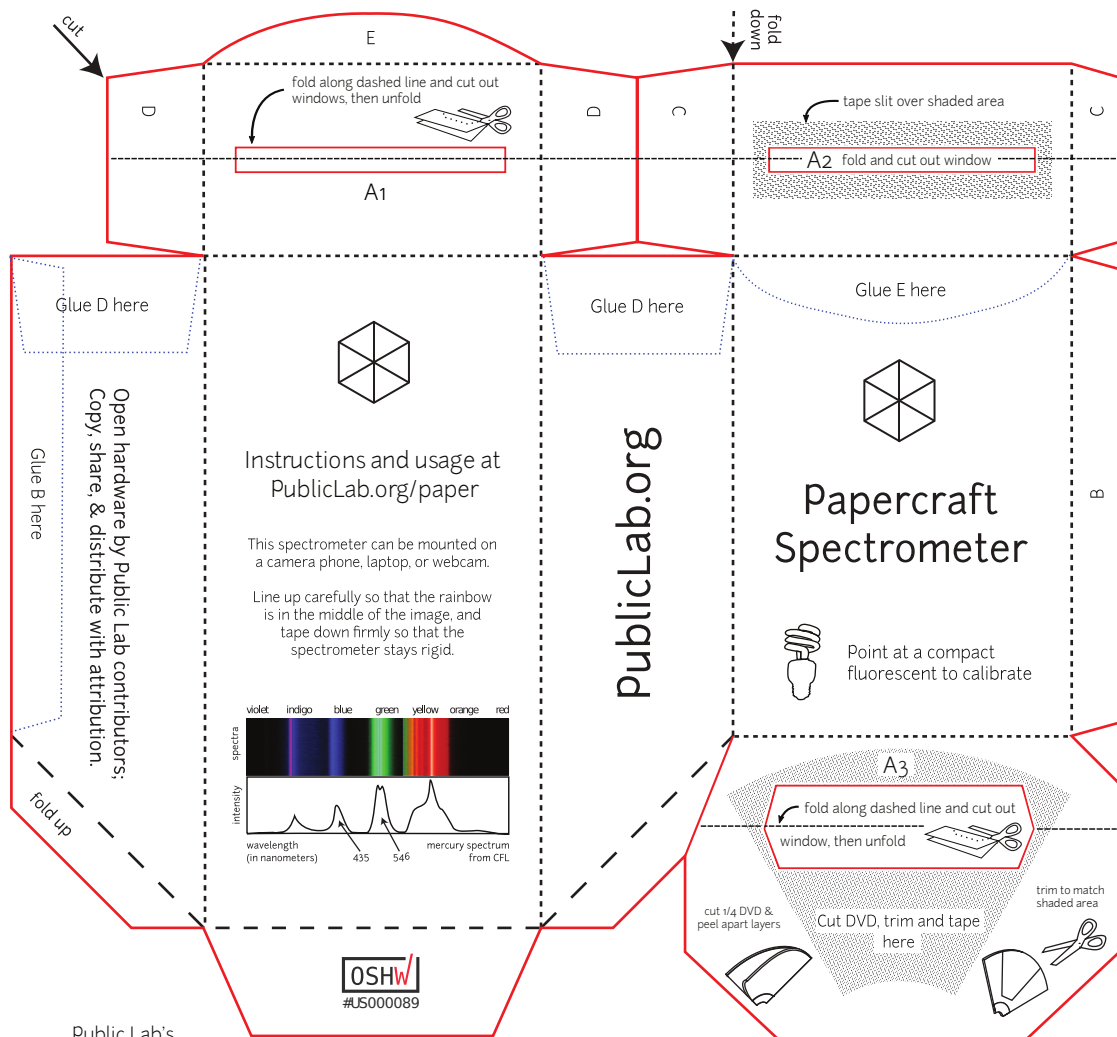 cut
fold
down
E
D
fold along dashed line and cut out
windows, then unfold
D
C
tape slit over shaded area
C
A2 fold and cut out window
A1
Glue D here
Glue D here
Glue E here
Glue B here
Open hardware by Public Lab contributors;
Copy, share, & distribute with attribution.
Instructions and usage at
PublicLab.org/paper
This spectrometer can be mounted on
a camera phone, laptop, or webcam.
Line up carefully so that the rainbow
is in the middle of the image, and
tape down firmly so that the
spectrometer stays rigid.
PublicLab.org
Papercraft
Spectrometer
B
Point at a compact
fluorescent to calibrate
violet indigo blue green yellow orange red
spectra
intensity
wavelength
(in nanometers)
435
546
mercury spectrum
from CFL
fold up
A3
fold along dashed line and cut out
window, then unfold
cut 1/4 DVD &
peel apart layers
trim to match
shaded area
Cut DVD, trim and tape
here
OSHW
#US000089
Public Lab's